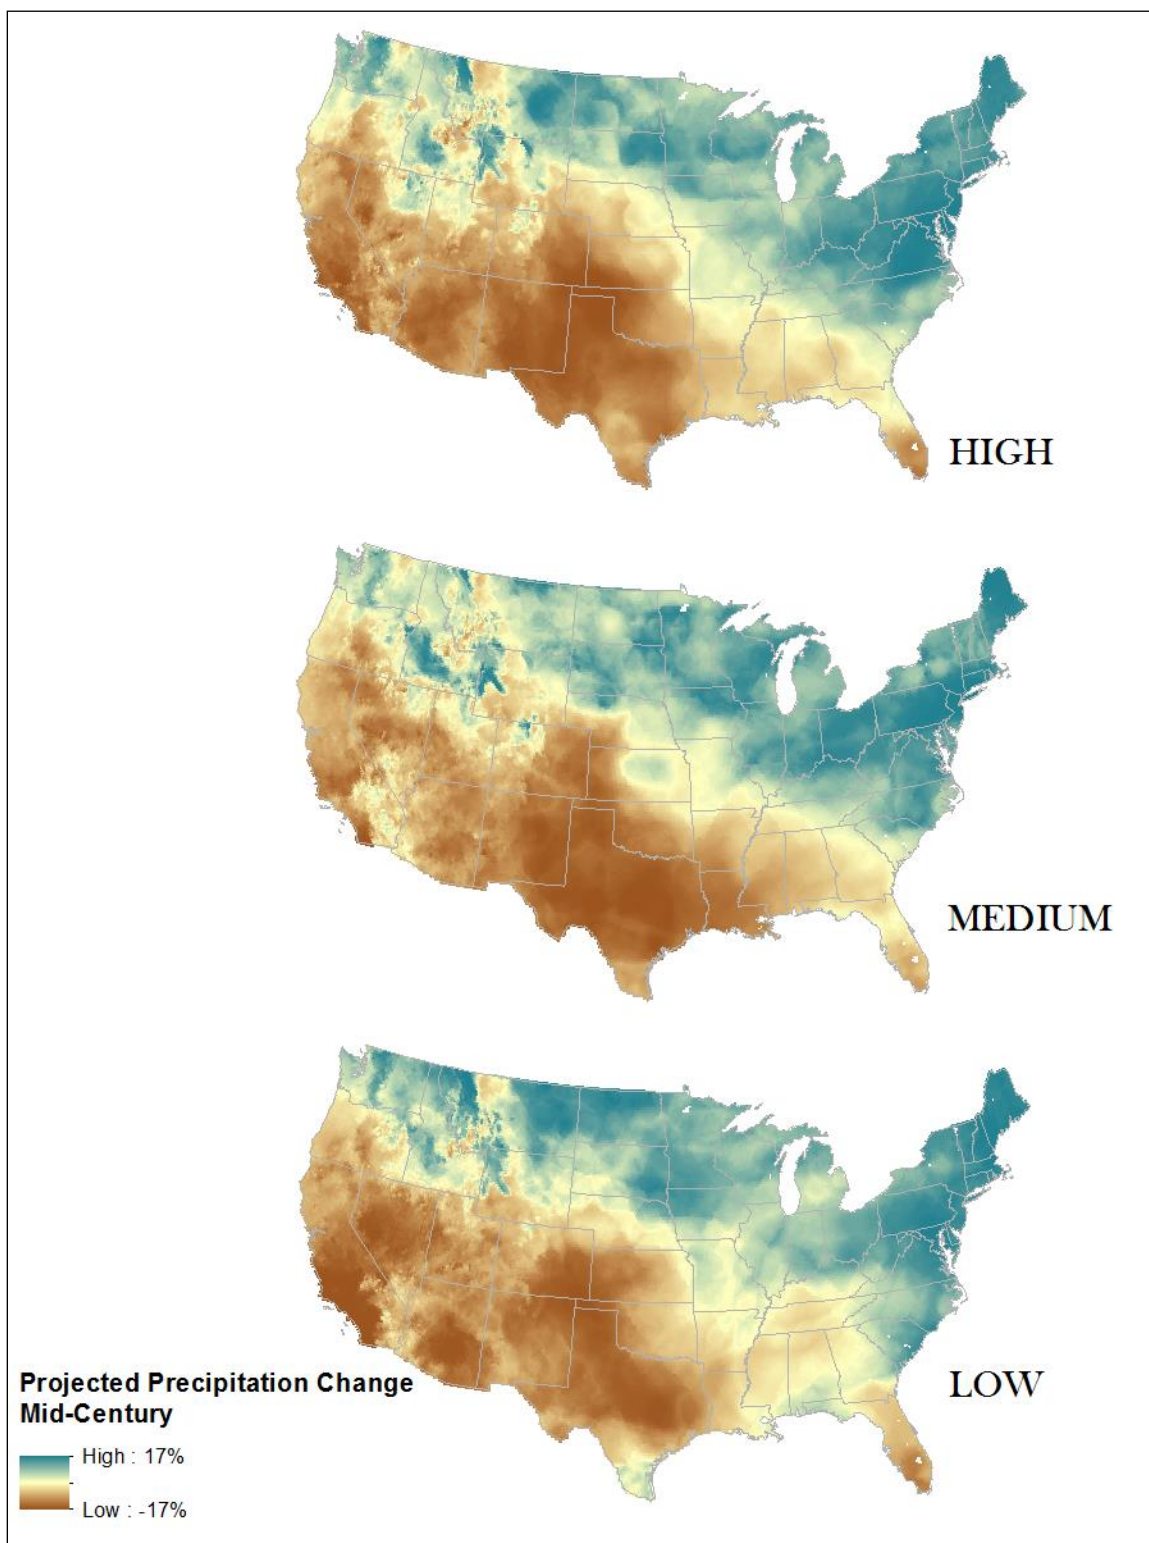 HIGH
MEDIUM
LOW
Projected Precipitation Change
Mid-Century
High : 17%
Low : -17%